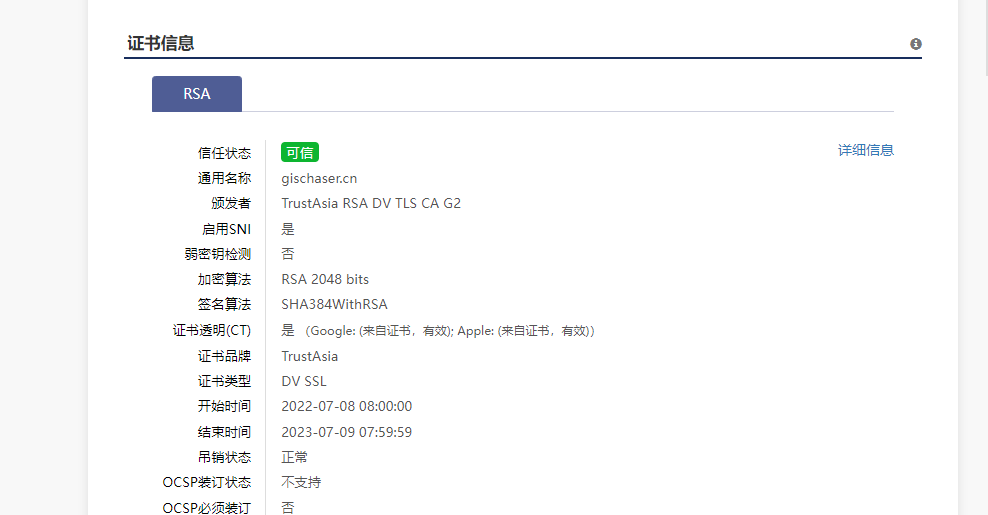 证书信息
RSA
详细信息
信任状态 可信
通用名称 gischaser.cn
颁发者 TrustAsia RSA DV TLS CA G2
启用SNI 是
弱密钥检测 否
加密算法 RSA 2048 bits
签名算法 SHA384WithRSA
证书透明(CT) 是 （Google: (来自证书，有效); Apple: (来自证书，有效)）
证书品牌 TrustAsia
证书类型 DV SSL
开始时间 2022-07-08 08:00:00
结束时间 2023-07-09 07:59:59
吊销状态 正常
OCSP装订状态 不支持
OCSP必须装订 否